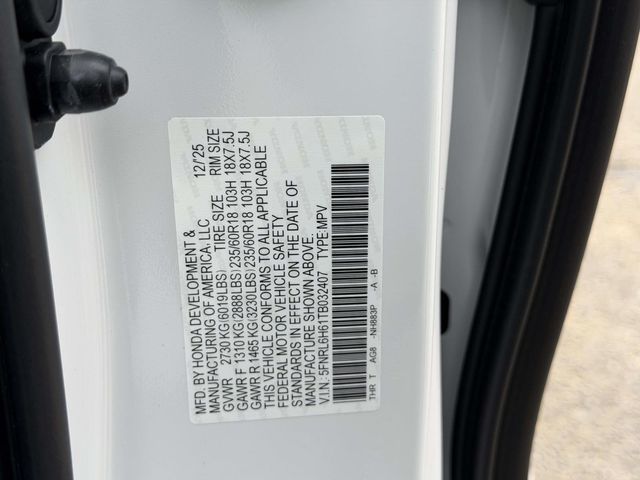 MFD. BY HONDA DEVELOPMENT & 12/25
MANUFACTURING OF AMERICA, LLC
GVWR 2730 KG(6019LBS) TIRE SIZE RIM SIZE
GAWR F 1310 KG(2888LBS) 235/60R18 103H 18X7.5J
GAWR R 1465 KG(3230LBS) 235/60R18 103H 18X7.5J
THIS VEHICLE CONFORMS TO ALL APPLICABLE
FEDERAL MOTOR VEHICLE SAFETY
STANDARDS IN EFFECT ON THE DATE OF
MANUFACTURE SHOWN ABOVE.
V.I.N.: 5FNRL6H61TB032407 TYPE:MPV
THR T AG8 -NH883P -A -B